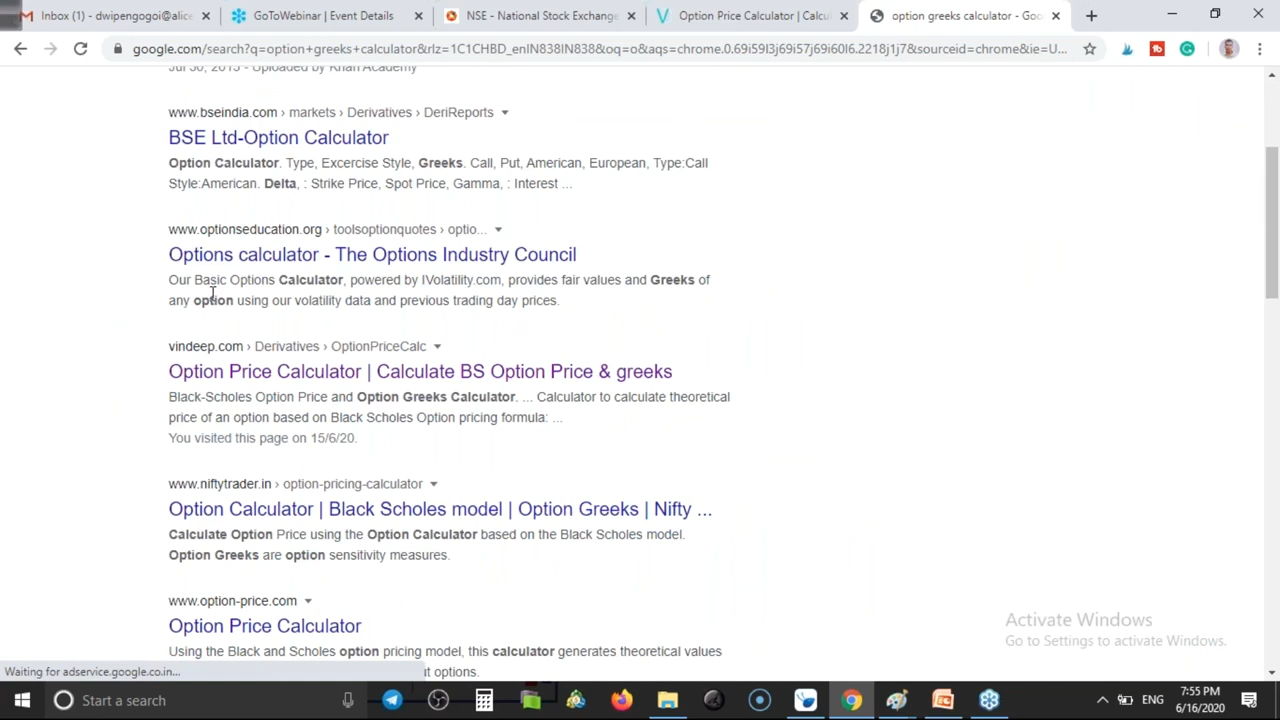 Inbox (1) - dwipengogoi@alice
GoToWebinar | Event Details
NSE - National Stock Exchange
Option Price Calculator | Calcu
option greeks calculator - Goo
google.com/search?q=option+greeks+calculator&rlz=1C1CHBD_enIN838IN838&oq=o&aqs=chrome.0.69i59l3j69i57j69i60l6.2218j1j7&sourceid=chrome&ie=U...
Jul 30, 2013 - Uploaded by Khan Academy
www.bseindia.com › markets › Derivatives › DeriReports
BSE Ltd-Option Calculator
Option Calculator. Type, Excercise Style, Greeks. Call, Put, American, European, Type:Call
Style:American. Delta, : Strike Price, Spot Price, Gamma, : Interest ...
www.optionseducation.org › toolsoptionquotes › optio...
Options calculator - The Options Industry Council
Our Basic Options Calculator, powered by IVolatility.com, provides fair values and Greeks of
any option using our volatility data and previous trading day prices.
vindeep.com › Derivatives › OptionPriceCalc
Option Price Calculator | Calculate BS Option Price & greeks
Black-Scholes Option Price and Option Greeks Calculator. ... Calculator to calculate theoretical
price of an option based on Black Scholes Option pricing formula: ...
You visited this page on 15/6/20.
www.niftytrader.in › option-pricing-calculator
Option Calculator | Black Scholes model | Option Greeks | Nifty ...
Calculate Option Price using the Option Calculator based on the Black Scholes model.
Option Greeks are option sensitivity measures.
www.option-price.com
Option Price Calculator
Using the Black and Scholes option pricing model, this calculator generates theoretical values
t options.
Activate Windows
Go to Settings to activate Windows.
Waiting for adservice.google.co.in...
Start a search
ENG
7:55 PM
6/16/2020